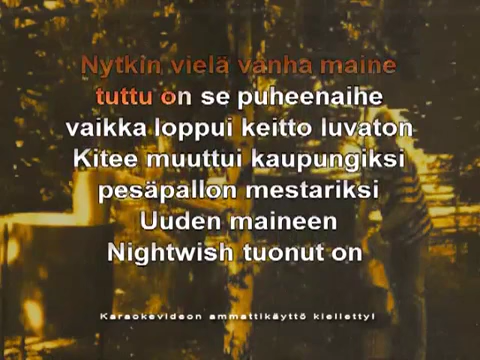 Nytkin vielä vanha maine
tuttu on se puheenaihe
vaikka loppui keitto luvaton
Kitee muuttui kaupungiksi
pesäpallon mestariksi
Uuden maineen
Nightwish tuonut on
Karaokevideon ammattikäyttö kielletty!